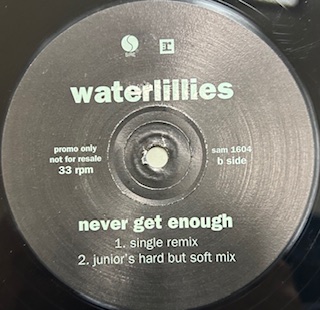 SIRE
waterlillies
promo only
not for resale
33 rpm
sam 1604
b side
never get enough
1. single remix
2. junior's hard but soft mix